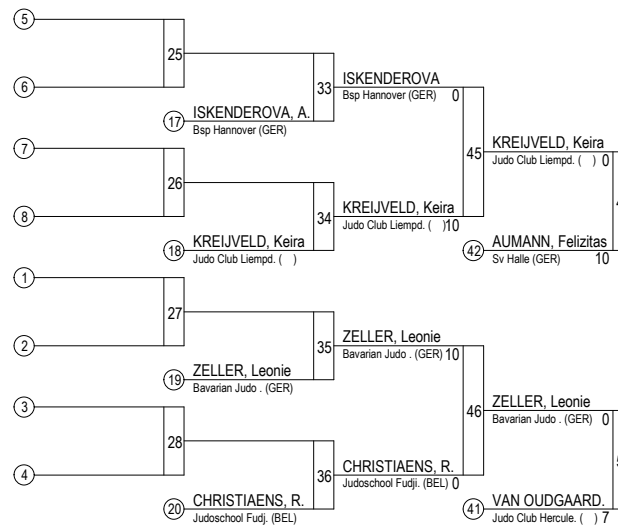 5
25
6
33
ISKENDEROVA
Bsp Hannover (GER) 0
17 ISKENDEROVA, A.
Bsp Hannover (GER)
45
KREIJVELD, Keira
Judo Club Liempd. ( ) 0
7
26
8
34
KREIJVELD, Keira
Judo Club Liempd. ( ) 10
18 KREIJVELD, Keira
Judo Club Liempd. ( )
42 AUMANN, Felizitas
Sv Halle (GER) 10
1
27
2
35
ZELLER, Leonie
Bavarian Judo . (GER) 10
19 ZELLER, Leonie
Bavarian Judo . (GER)
46
ZELLER, Leonie
Bavarian Judo . (GER) 0
3
28
4
36
CHRISTIAENS, R.
Judoschool Fudji. (BEL) 0
20 CHRISTIAENS, R.
Judoschool Fudj. (BEL)
41 VAN OUDGAARD.
Judo Club Hercule. ( ) 7